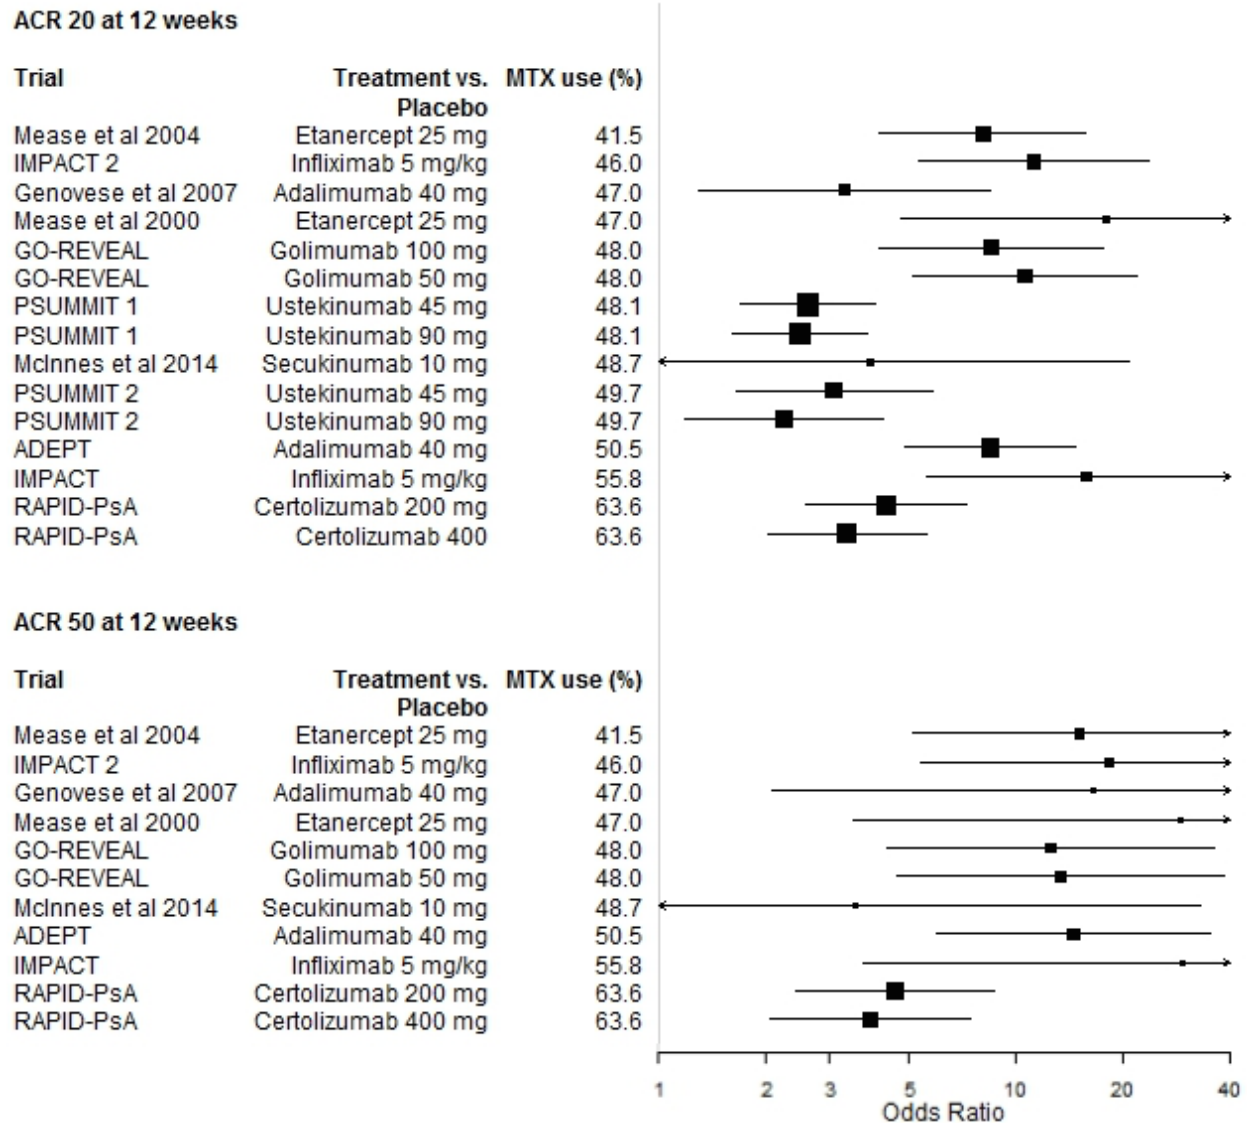 ACR 20 at 12 weeks
Trial Treatment vs. MTX use (%)
Placebo
Mease et al 2004 Etanercept 25 mg 41.5
IMPACT 2 Infliximab 5 mg/kg 46.0
Genovese et al 2007 Adalimumab 40 mg 47.0
Mease et al 2000 Etanercept 25 mg 47.0
GO-REVEAL Golimumab 100 mg 48.0
GO-REVEAL Golimumab 50 mg 48.0
PSUMMIT 1 Ustekinumab 45 mg 48.1
PSUMMIT 1 Ustekinumab 90 mg 48.1
McInnes et al 2014 Secukinumab 10 mg 48.7
PSUMMIT 2 Ustekinumab 45 mg 49.7
PSUMMIT 2 Ustekinumab 90 mg 49.7
ADEPT Adalimumab 40 mg 50.5
IMPACT Infliximab 5 mg/kg 55.8
RAPID-PsA Certolizumab 200 mg 63.6
RAPID-PsA Certolizumab 400 63.6
ACR 50 at 12 weeks
Trial Treatment vs. MTX use (%)
Placebo
Mease et al 2004 Etanercept 25 mg 41.5
IMPACT 2 Infliximab 5 mg/kg 46.0
Genovese et al 2007 Adalimumab 40 mg 47.0
Mease et al 2000 Etanercept 25 mg 47.0
GO-REVEAL Golimumab 100 mg 48.0
GO-REVEAL Golimumab 50 mg 48.0
McInnes et al 2014 Secukinumab 10 mg 48.7
ADEPT Adalimumab 40 mg 50.5
IMPACT Infliximab 5 mg/kg 55.8
RAPID-PsA Certolizumab 200 mg 63.6
RAPID-PsA Certolizumab 400 mg 63.6
1 2 3 5 10 20 40
Odds Ratio